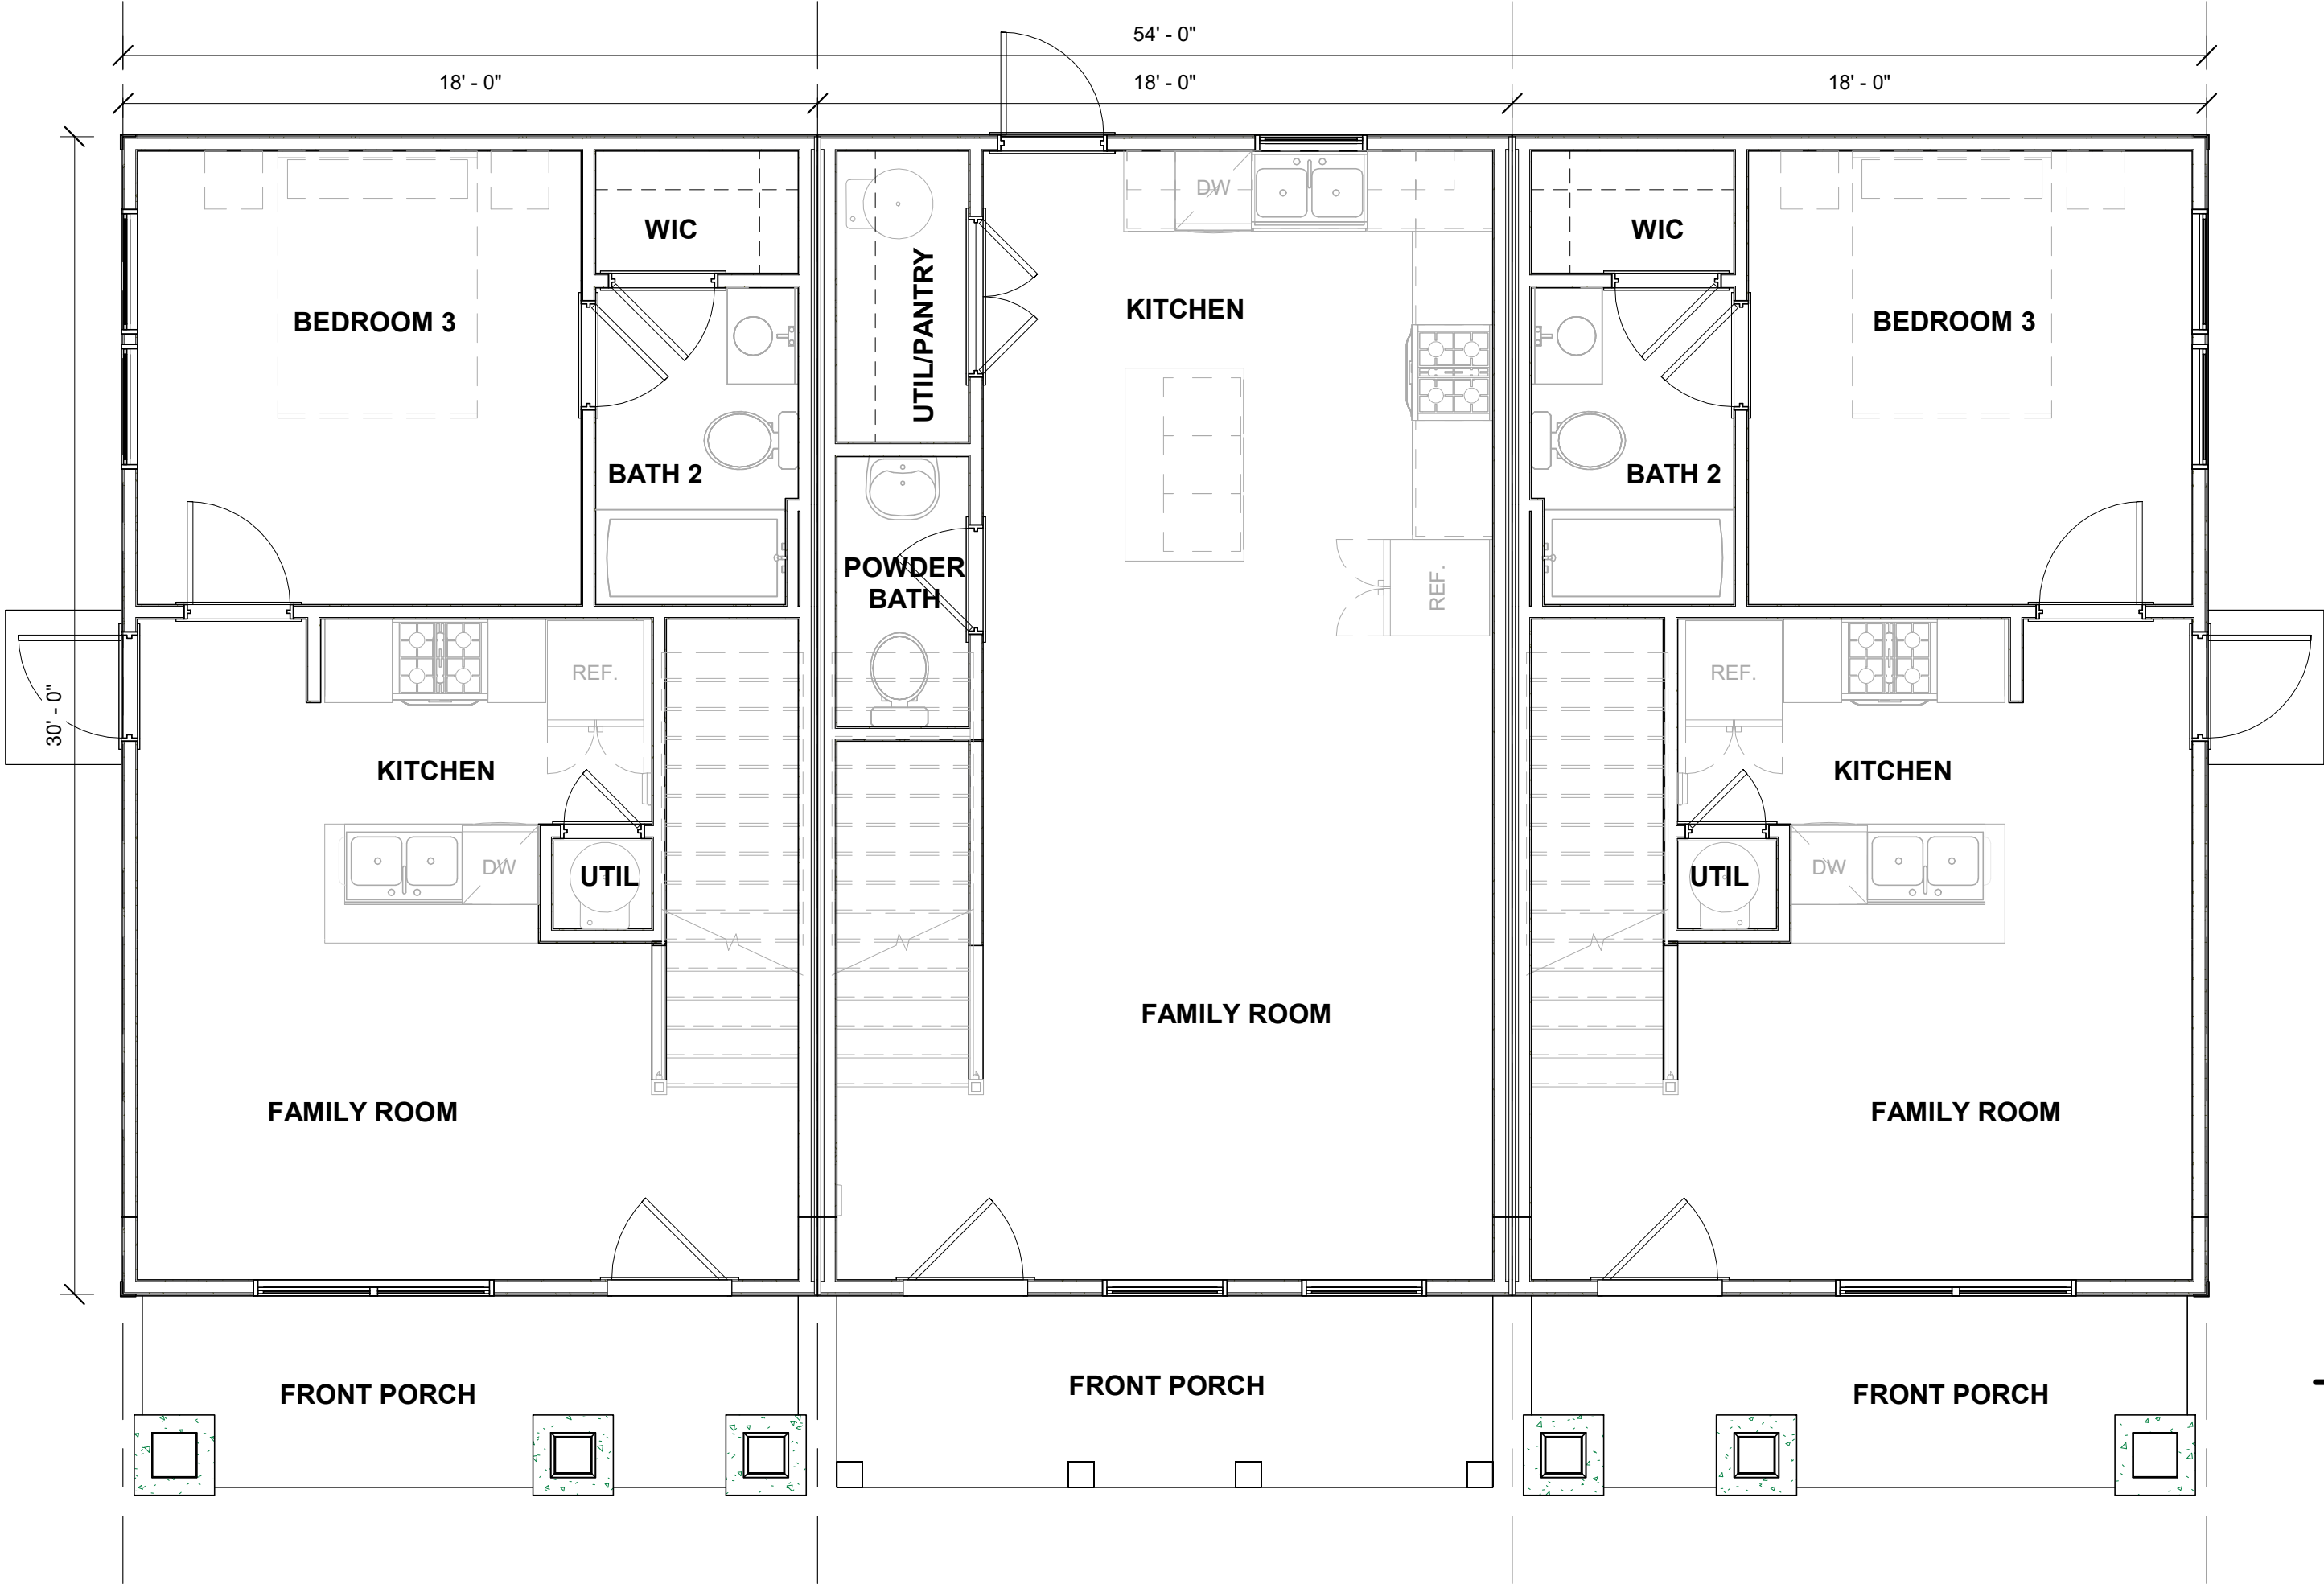 54' - 0"
18' - 0"
18' - 0"
18' - 0"
30' - 0"
BEDROOM 3
WIC
BATH 2
UTIL/PANTRY
DW
KITCHEN
POWDER
BATH
REF.
WIC
BATH 2
BEDROOM 3
REF.
KITCHEN
DW
UTIL
FAMILY ROOM
FAMILY ROOM
REF.
KITCHEN
UTIL
DW
FAMILY ROOM
FRONT PORCH
FRONT PORCH
FRONT PORCH